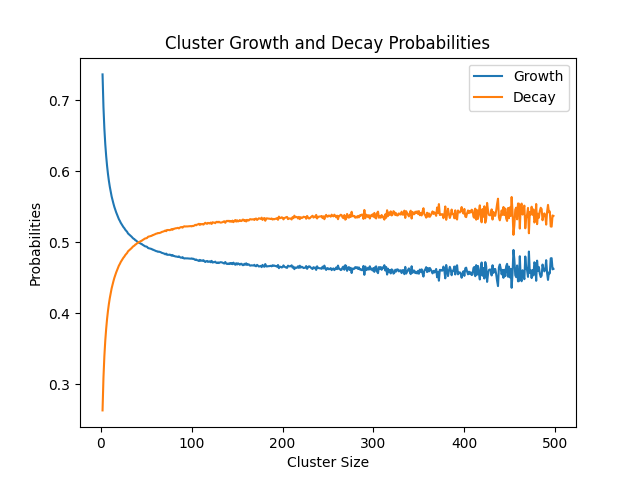 Cluster Growth and Decay Probabilities
Growth
Decay
0.7
0.6
0.5
0.4
0.3
Probabilities
0
100
200
300
400
500
Cluster Size